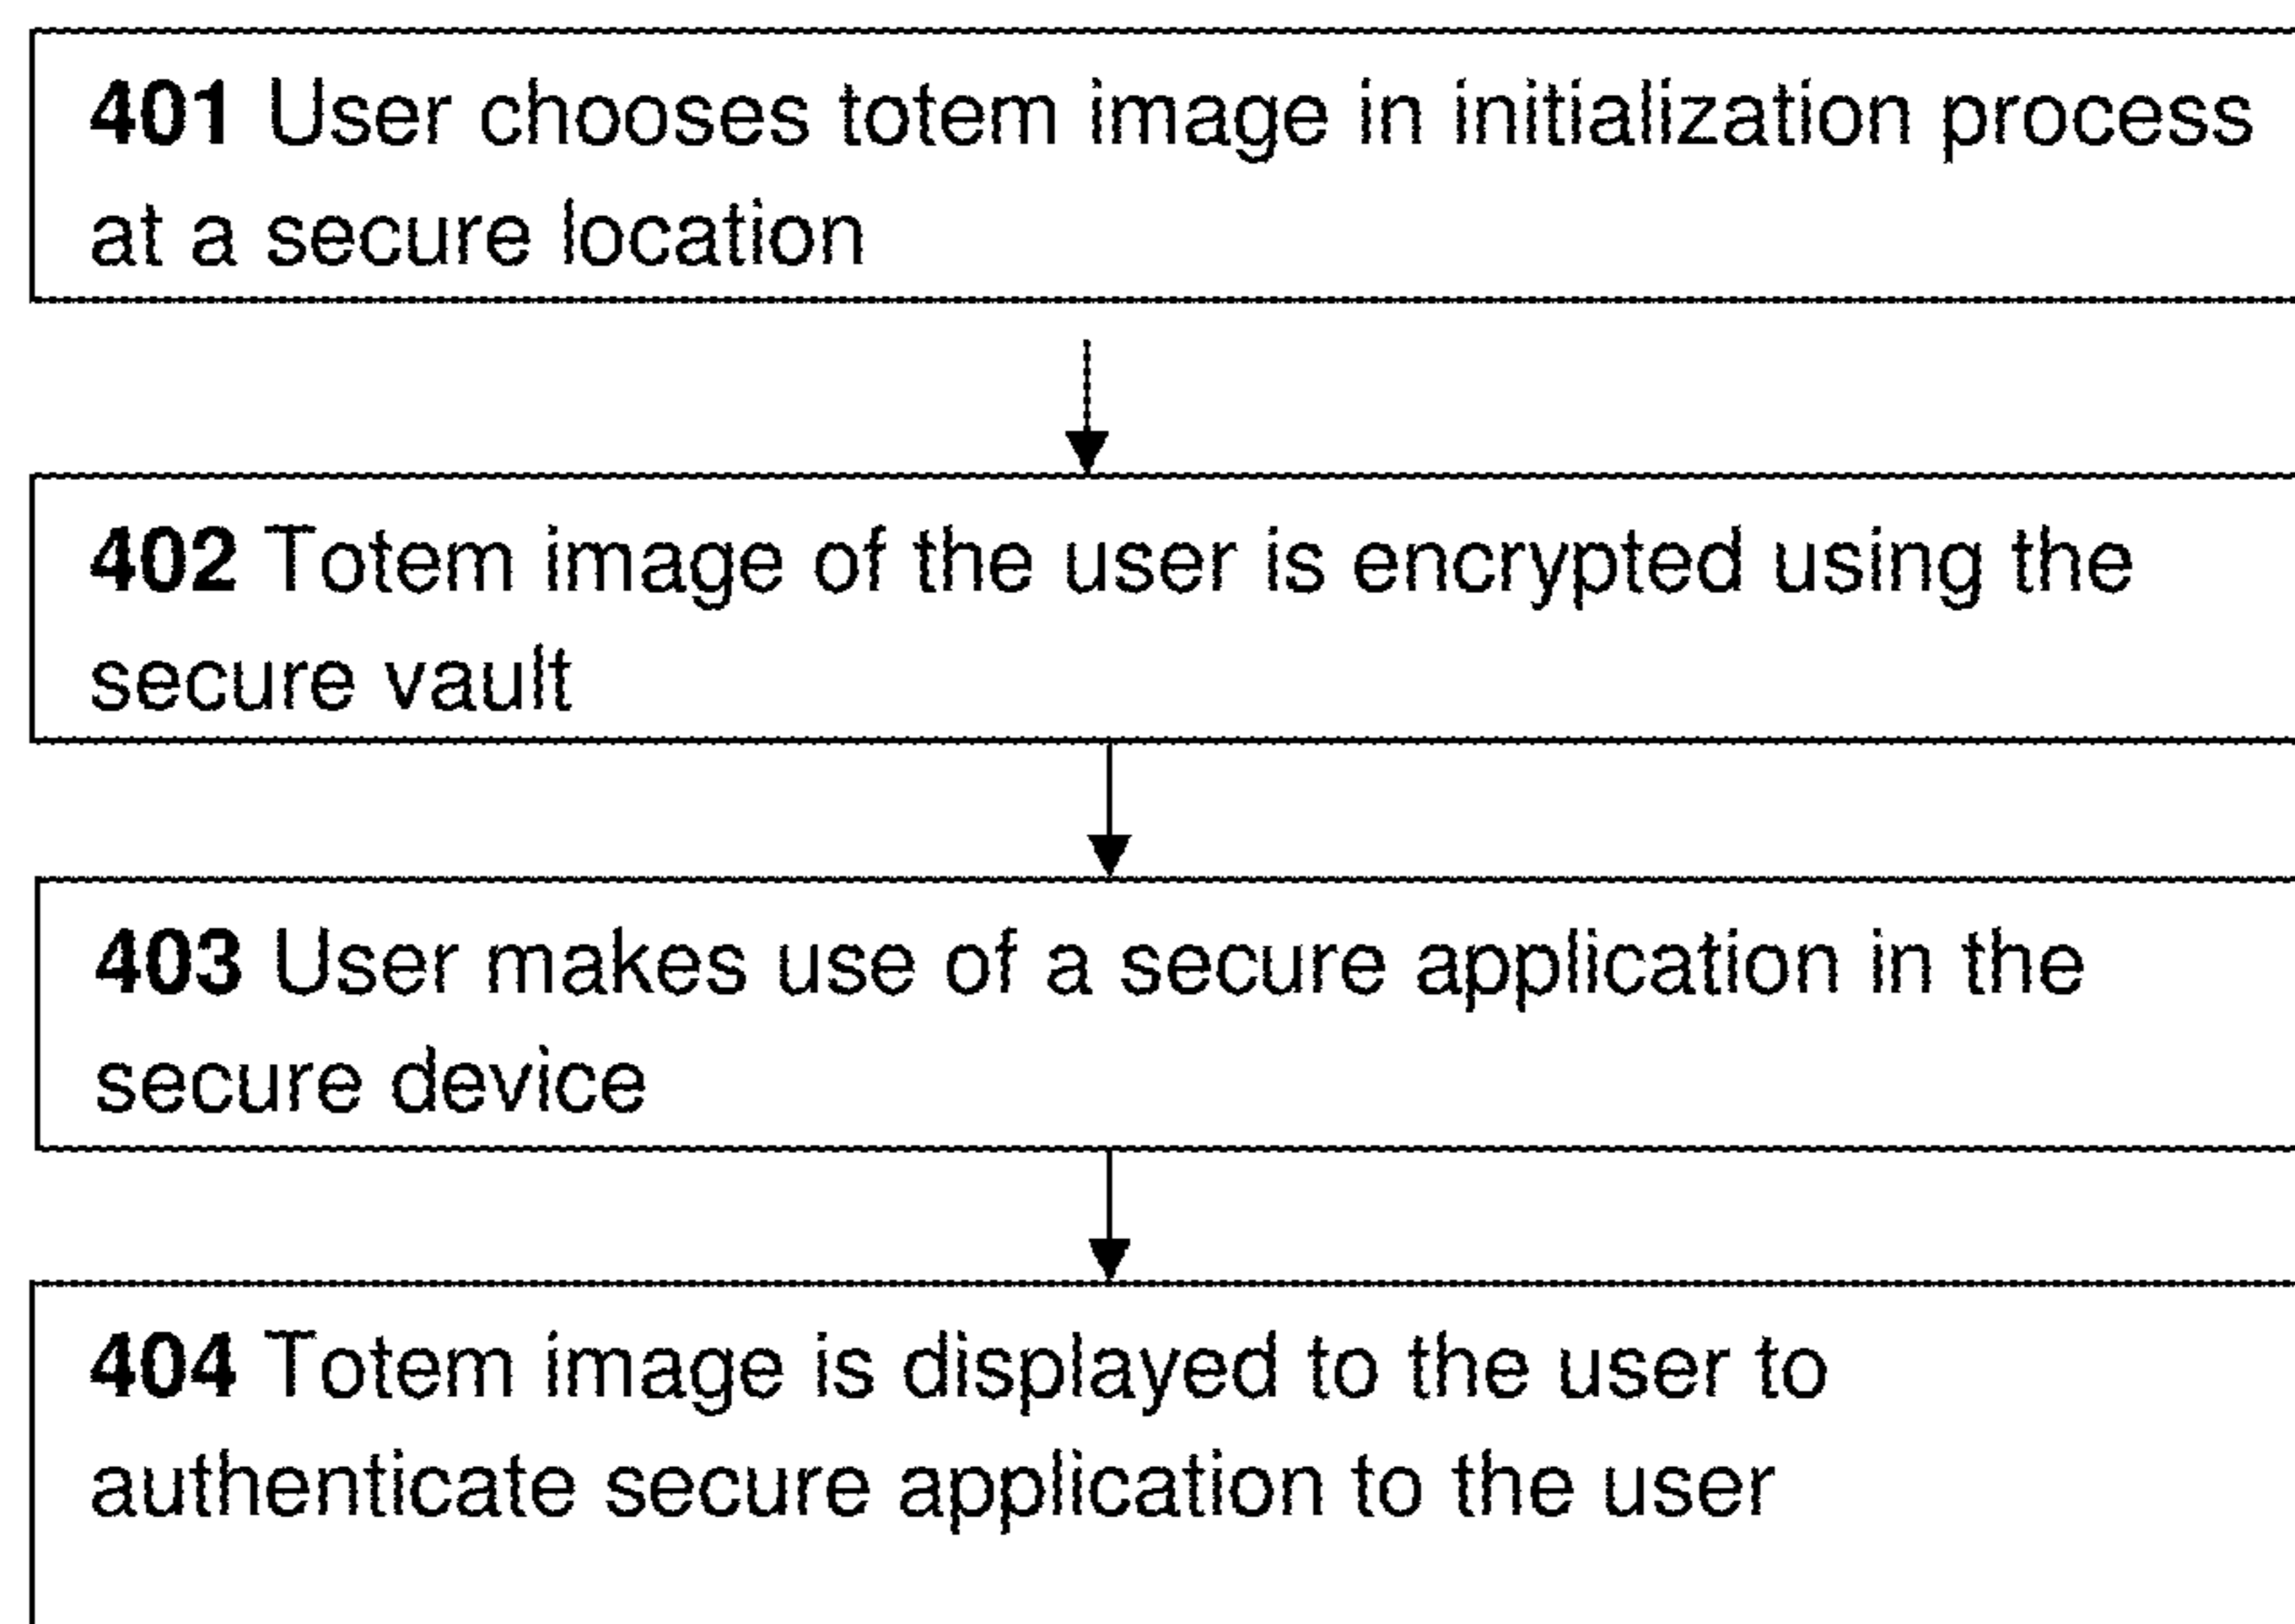 401 User chooses totem image in initialization process
at a secure location
402 Totem image of the user is encrypted using the
secure vault
403 User makes use of a secure application in the
secure device
404 Totem image is displayed to the user to
authenticate secure application to the user